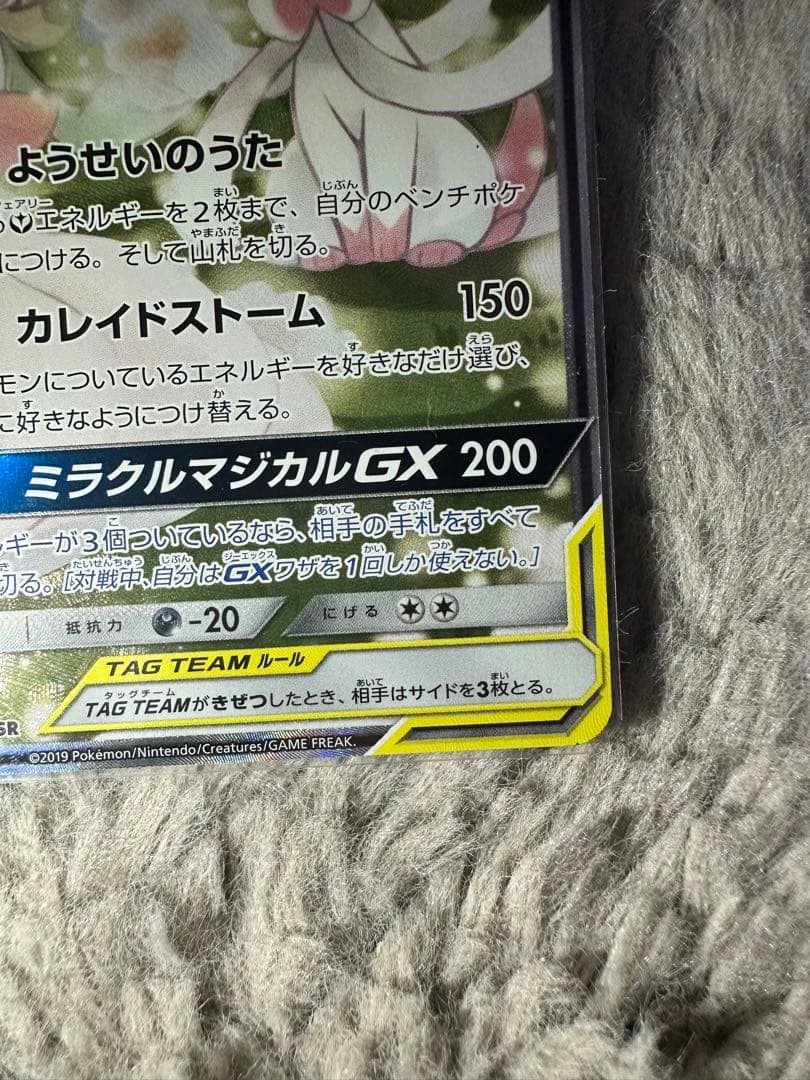 ようせいのうた
エネルギーを2枚まで、自分のベンチポケ
につける。そして山札を切る。
カレイドストーム 150
モンについているエネルギーを好きなだけ選び、
に好きなようにつけ替える。
ミラクルマジカルGX 200
ルギーが3個ついているなら、相手の手札をすべて
切る。[対戦中、自分はGXワザを1回しか使えない。]
抵抗力 -20 にげる
TAG TEAM ルール
TAG TEAMがきぜつしたとき、相手はサイドを3枚とる。
SR
©2019 Pokémon/Nintendo/Creatures/GAME FREAK.